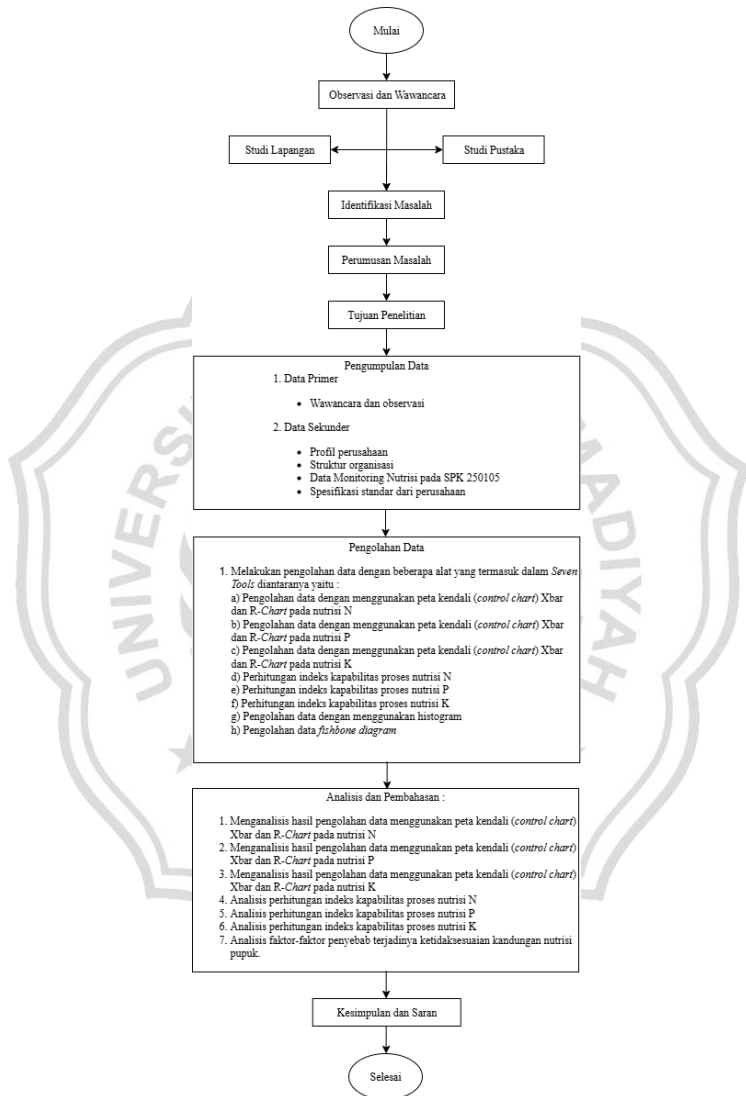 Mulai
Observasi dan Wawancara
Studi Lapangan
Studi Pustaka
Identifikasi Masalah
Perumusan Masalah
Tujuan Penelitian
Pengumpulan Data
1. Data Primer
• Wawancara dan observasi
2. Data Sekunder
• Profil perusahaan
• Struktur organisasi
• Data Monitoring Nutrisi pada SPK 250105
• Spesifikasi standar dari perusahaan
Pengolahan Data
1. Melakukan pengolahan data dengan beberapa alat yang termasuk dalam Seven
Tools diantaranya yaitu :
a) Pengolahan data dengan menggunakan peta kendali (control chart) Xbar
dan R-Chart pada nutrisi N
b) Pengolahan data dengan menggunakan peta kendali (control chart) Xbar
dan R-Chart pada nutrisi P
c) Pengolahan data dengan menggunakan peta kendali (control chart) Xbar
dan R-Chart pada nutrisi K
d) Perhitungan indeks kapabilitas proses nutrisi N
e) Perhitungan indeks kapabilitas proses nutrisi P
f) Perhitungan indeks kapabilitas proses nutrisi K
g) Pengolahan data dengan menggunakan histogram
h) Pengolahan data fishbone diagram
Analisis dan Pembahasan :
1. Menganalisis hasil pengolahan data menggunakan peta kendali (control chart)
Xbar dan R-Chart pada nutrisi N
2. Menganalisis hasil pengolahan data menggunakan peta kendali (control chart)
Xbar dan R-Chart pada nutrisi P
3. Menganalisis hasil pengolahan data menggunakan peta kendali (control chart)
Xbar dan R-Chart pada nutrisi K
4. Analisis perhitungan indeks kapabilitas proses nutrisi N
5. Analisis perhitungan indeks kapabilitas proses nutrisi P
6. Analisis perhitungan indeks kapabilitas proses nutrisi K
7. Analisis faktor-faktor penyebab terjadinya ketidaksesuaian kandungan nutrisi
pupuk.
Kesimpulan dan Saran
Selesai